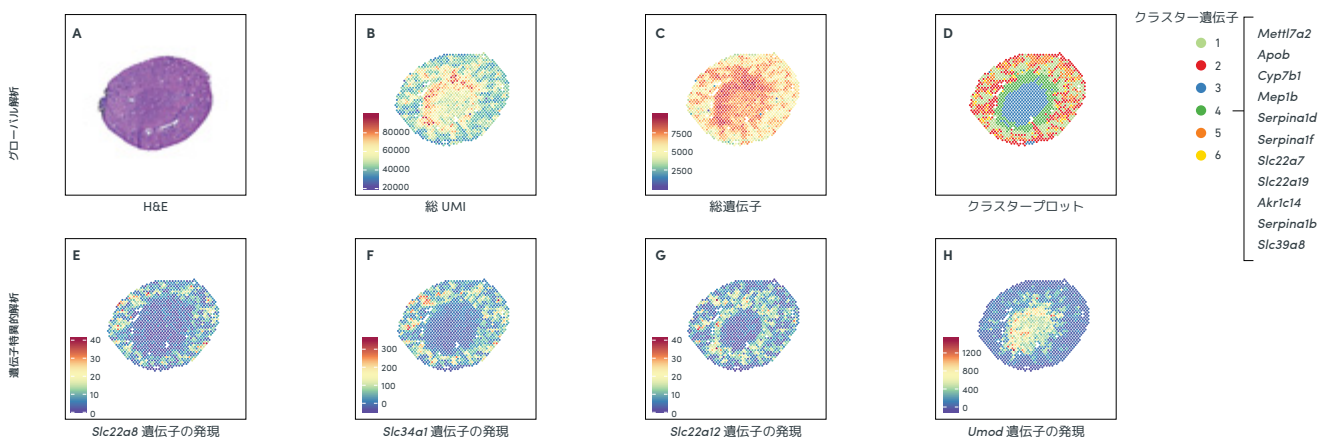 グローバル解析
A
H&E
B
80000
60000
40000
20000
総 UMI
C
7500
5000
2500
総遺伝子
D
クラスタープロット
クラスター遺伝子
1
2
3
4
5
6
Mettl7a2
Apob
Cyp7b1
Mep1b
Serpina1d
Serpina1f
Slc22a7
Slc22a19
Akr1c14
Serpina1b
Slc39a8
遺伝子特異的解析
E
40
30
20
10
0
Slc22a8 遺伝子の発現
F
300
200
100
0
Slc34a1 遺伝子の発現
G
40
30
20
10
0
Slc22a12 遺伝子の発現
H
1200
800
400
0
Umod 遺伝子の発現